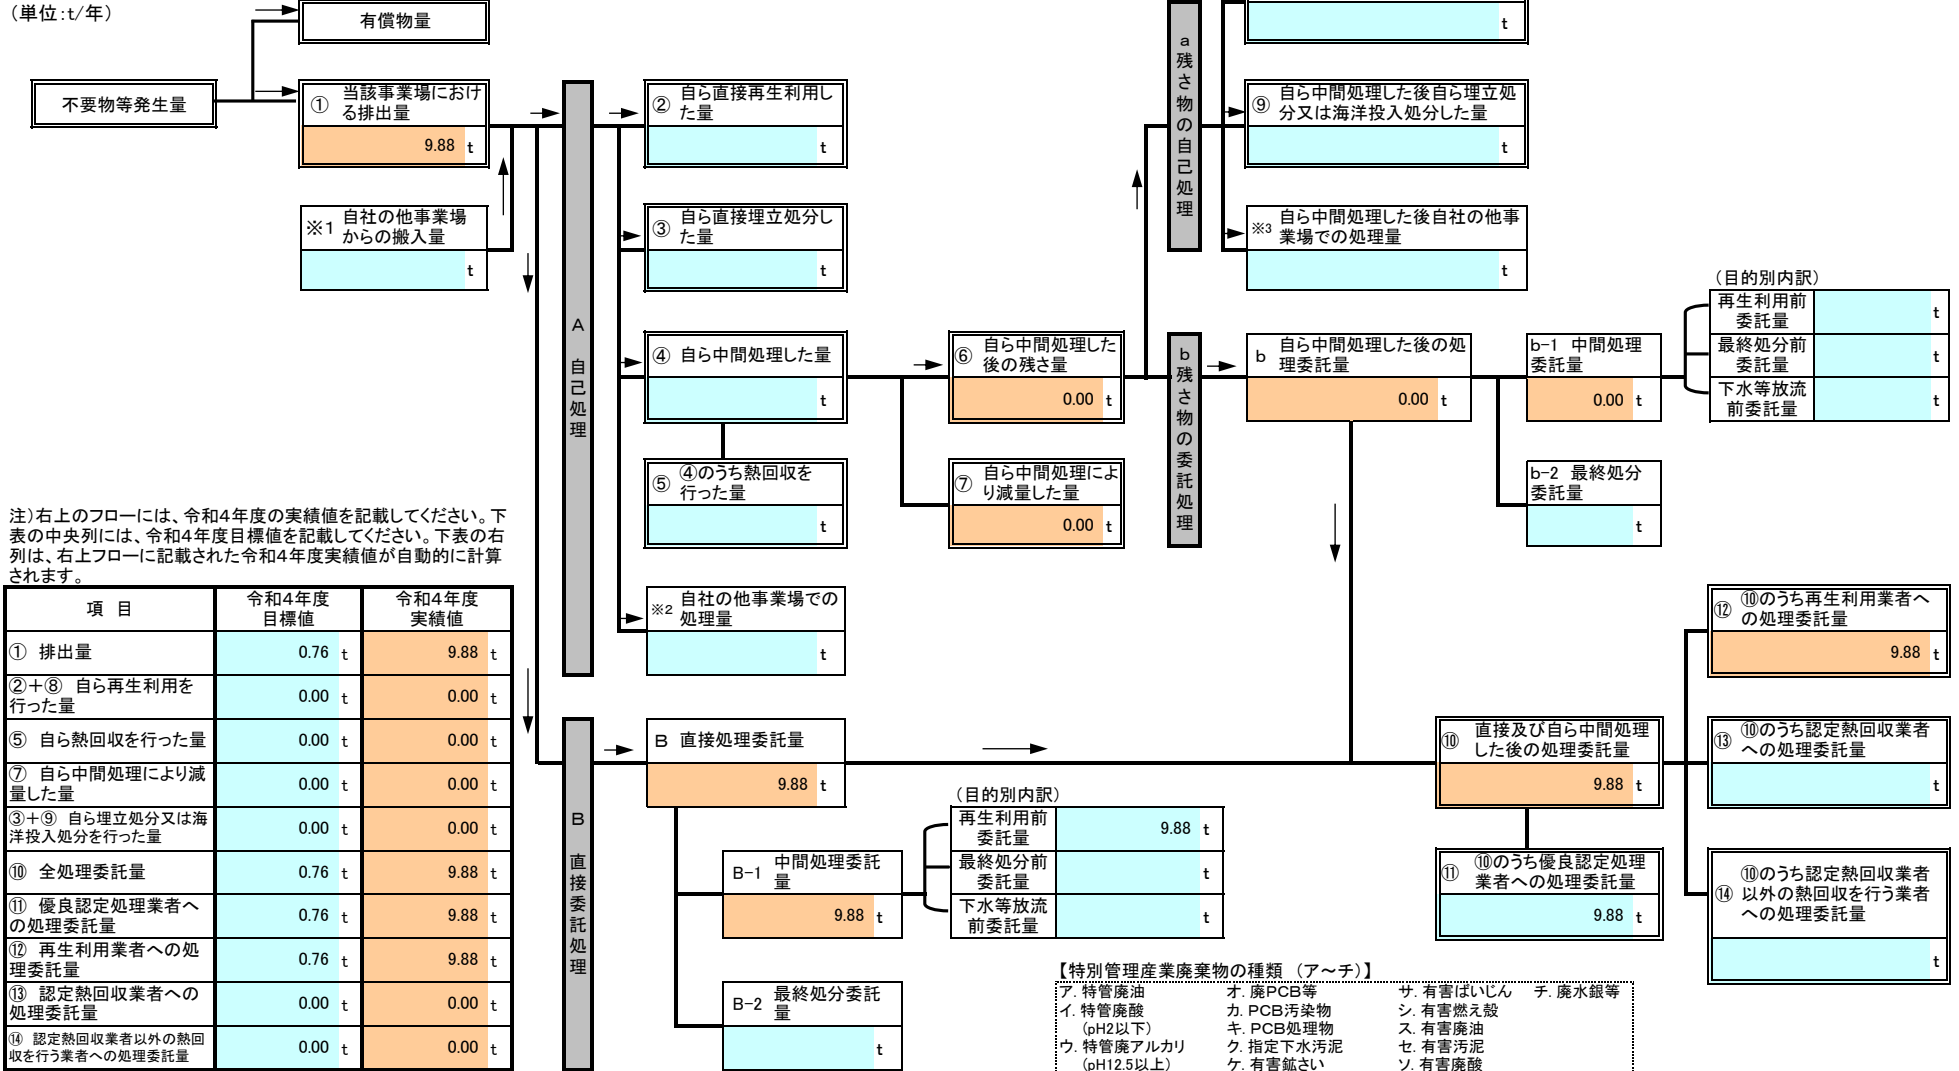 （単位：t/年）
有償物量
不要物等発生量
① 当該事業場におけ
る排出量
9.88 t
※1 自社の他事業場
からの搬入量
t
A 自己処理
② 自ら直接再生利用し
た量
t
③ 自ら直接埋立処分し
た量
t
④ 自ら中間処理した量
t
⑤ ④のうち熱回収を
行った量
t
※2 自社の他事業場での
処理量
t
⑥ 自ら中間処理した
後の残さ量
0.00 t
⑦ 自ら中間処理によ
り減量した量
0.00 t
a 残さ物の自己処理
t
⑨ 自ら中間処理した後自ら埋立処
分又は海洋投入処分した量
t
※3 自ら中間処理した後自社の他事
業場での処理量
t
b 残さ物の委託処理
b 自ら中間処理した後の処
理委託量
0.00 t
b-1 中間処理
委託量
0.00 t
b-2 最終処分
委託量
t
（目的別内訳）
再生利用前
委託量
t
最終処分前
委託量
t
下水等放流
前委託量
t
注）右上のフローには、令和4年度の実績値を記載してください。下
表の中央列には、令和4年度目標値を記載してください。下表の右
列は、右上フローに記載された令和4年度実績値が自動的に計算
されます。
項 目 令和4年度 目標値 令和4年度 実績値
① 排出量 0.76 t 9.88 t
②＋⑧ 自ら再生利用を
行った量 0.00 t 0.00 t
⑤ 自ら熱回収を行った量 0.00 t 0.00 t
⑦ 自ら中間処理により減
量した量 0.00 t 0.00 t
③＋⑨ 自ら埋立処分又は海
洋投入処分を行った量 0.00 t 0.00 t
⑩ 全処理委託量 0.76 t 9.88 t
⑪ 優良認定処理業者へ
の処理委託量 0.76 t 9.88 t
⑫ 再生利用業者への処
理委託量 0.76 t 9.88 t
⑬ 認定熱回収業者への
処理委託量 0.00 t 0.00 t
⑭ 認定熱回収業者以外の熱回
収を行う業者への処理委託量 0.00 t 0.00 t
B 直接委託処理
B 直接処理委託量
9.88 t
B-1 中間処理委託
量
9.88 t
B-2 最終処分委託
量
t
（目的別内訳）
再生利用前
委託量
9.88 t
最終処分前
委託量
t
下水等放流
前委託量
t
⑩ 直接及び自ら中間処理
した後の処理委託量
9.88 t
⑪ ⑩のうち優良認定処理
業者への処理委託量
9.88 t
⑫ ⑩のうち再生利用業者へ
の処理委託量
9.88 t
⑬ ⑩のうち認定熱回収業者
への処理委託量
t
⑭ ⑩のうち認定熱回収業者
以外の熱回収を行う業者
への処理委託量
t
【特別管理産業廃棄物の種類 （ア～チ）】
ア. 特管廃油 オ. 廃PCB等 サ. 有害ばいじん チ. 廃水銀等
イ. 特管廃酸 カ. PCB汚染物 シ. 有害燃え殻
（pH2以下） キ. PCB処理物 ス. 有害廃油
ウ. 特管廃アルカリ ク. 指定下水汚泥 セ. 有害汚泥
（pH12.5以上） ケ. 有害鉱さい ソ. 有害廃酸